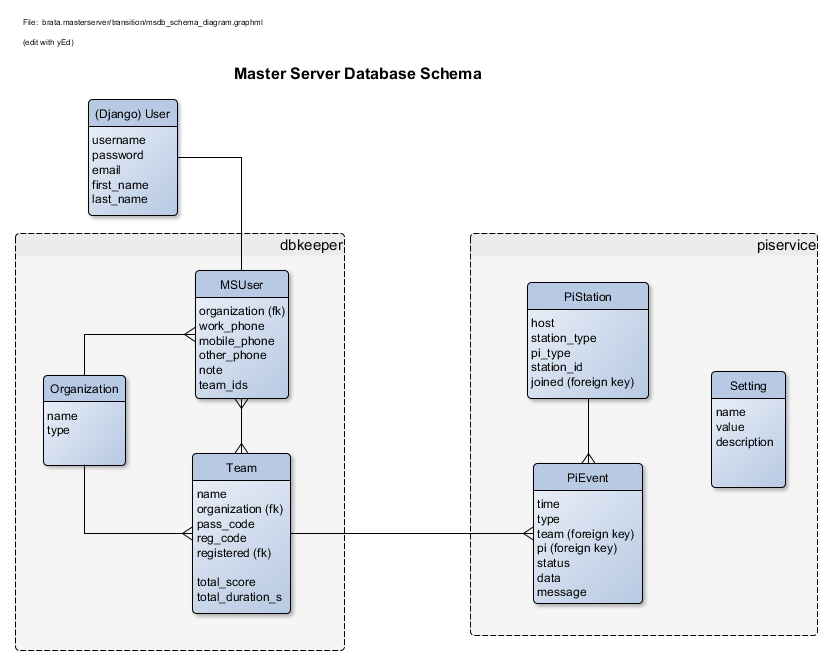 File: brata.masterserver/transition/msdb_schema_diagram.graphml
(edit with yEd)
Master Server Database Schema
(Django) User
username
password
email
first_name
last_name
dbkeeper
MSUser
organization (fk)
work_phone
mobile_phone
other_phone
note
team_ids
Organization
name
type
Team
name
organization (fk)
pass_code
reg_code
registered (fk)
total_score
total_duration_s
piservice
PiStation
host
station_type
pi_type
station_id
joined (foreign key)
Setting
name
value
description
PiEvent
time
type
team (foreign key)
pi (foreign key)
status
data
message